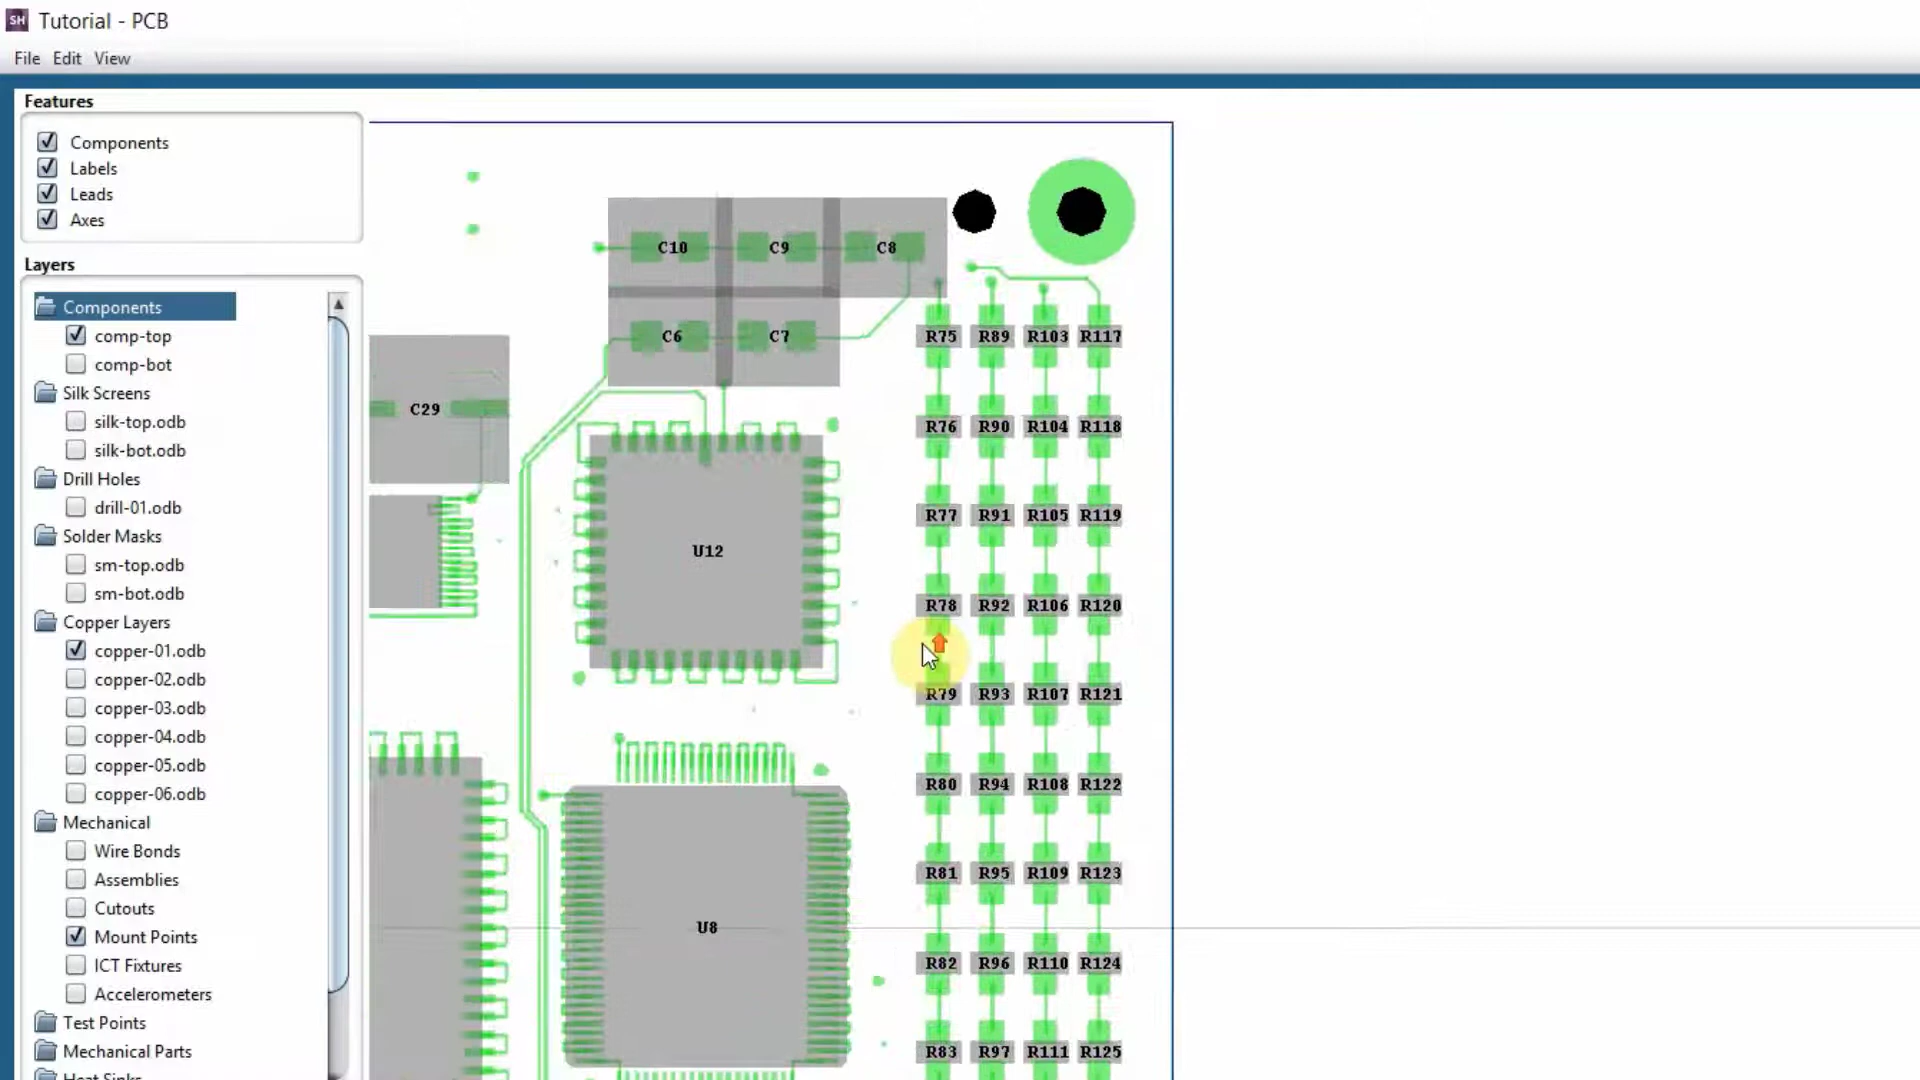 SH Tutorial - PCB
File Edit View
Features
Components
Labels
Leads
Axes
Layers
Components
comp-top
comp-bot
Silk Screens
silk-top.odb
silk-bot.odb
Drill Holes
drill-01.odb
Solder Masks
sm-top.odb
sm-bot.odb
Copper Layers
copper-01.odb
copper-02.odb
copper-03.odb
copper-04.odb
copper-05.odb
copper-06.odb
Mechanical
Wire Bonds
Assemblies
Cutouts
Mount Points
ICT Fixtures
Accelerometers
Test Points
Mechanical Parts
Heat Sinks
C10 C9 C8
C6 C7
C29
U12
U8
R75 R89 R103 R117
R76 R90 R104 R118
R77 R91 R105 R119
R78 R92 R106 R120
R79 R93 R107 R121
R80 R94 R108 R122
R81 R95 R109 R123
R82 R96 R110 R124
R83 R97 R111 R125